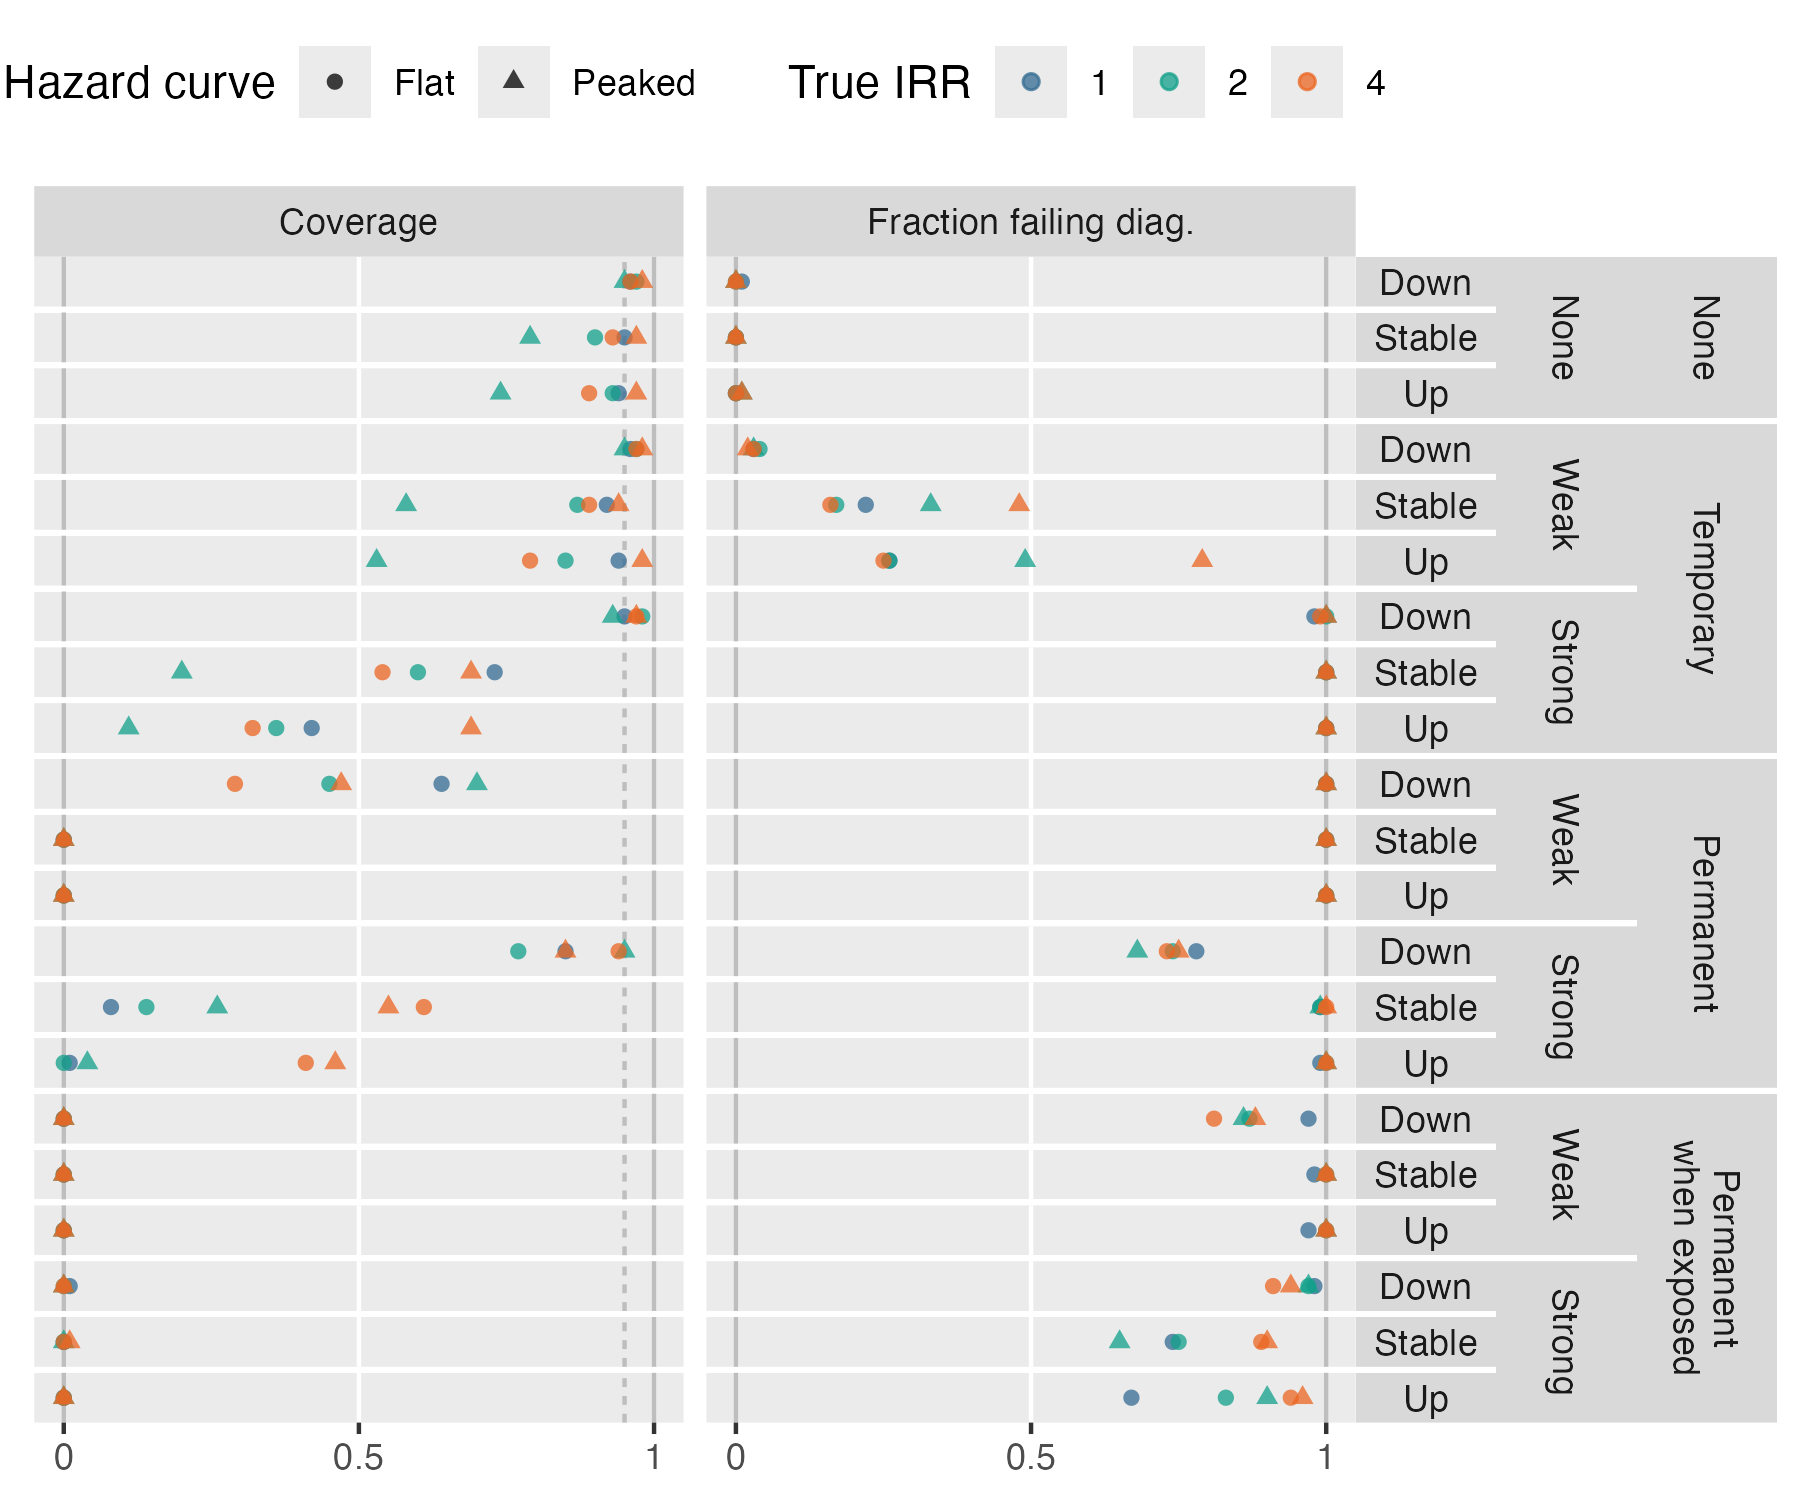 Hazard curve Flat Peaked True IRR 1 2 4
Coverage Fraction failing diag.
Down
Stable
Up
None
None
Down
Stable
Up
Weak
Down
Stable
Up
Strong
Temporary
Down
Stable
Up
Weak
Down
Stable
Up
Strong
Permanent
Down
Stable
Up
Weak
Down
Stable
Up
Strong
Permanent
when exposed
0 0.5 1 0 0.5 1